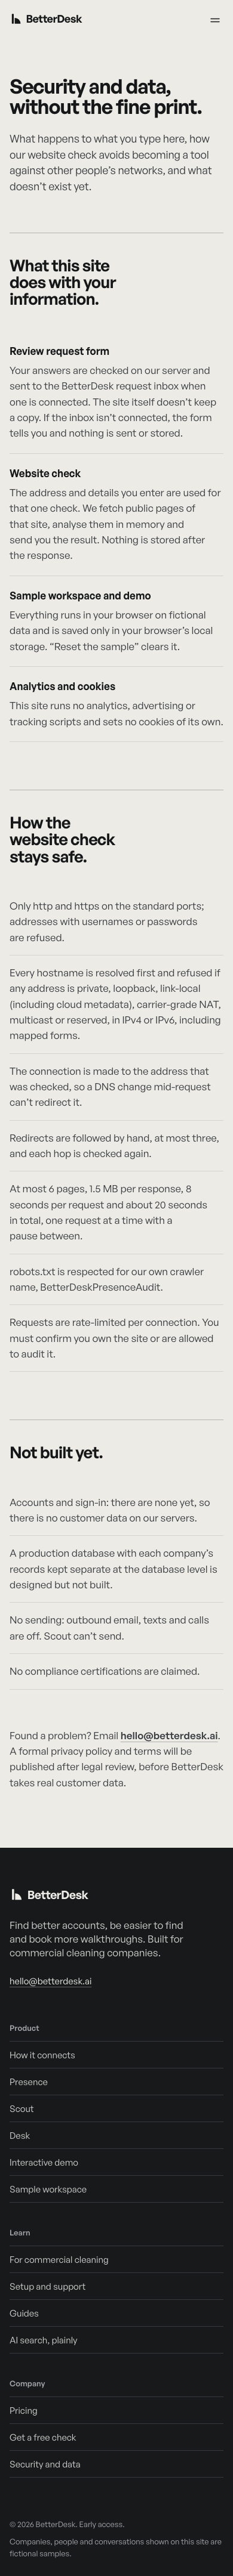 BetterDesk
Security and data,
without the fine print.
What happens to what you type here, how
our website check avoids becoming a tool
against other people’s networks, and what
doesn’t exist yet.
What this site
does with your
information.
Review request form
Your answers are checked on our server and
sent to the BetterDesk request inbox when
one is connected. The site itself doesn’t keep
a copy. If the inbox isn’t connected, the form
tells you and nothing is sent or stored.
Website check
The address and details you enter are used for
that one check. We fetch public pages of
that site, analyse them in memory and
send you the result. Nothing is stored after
the response.
Sample workspace and demo
Everything runs in your browser on fictional
data and is saved only in your browser’s local
storage. “Reset the sample” clears it.
Analytics and cookies
This site runs no analytics, advertising or
tracking scripts and sets no cookies of its own.
How the
website check
stays safe.
Only http and https on the standard ports;
addresses with usernames or passwords
are refused.
Every hostname is resolved first and refused if
any address is private, loopback, link-local
(including cloud metadata), carrier-grade NAT,
multicast or reserved, in IPv4 or IPv6, including
mapped forms.
The connection is made to the address that
was checked, so a DNS change mid-request
can’t redirect it.
Redirects are followed by hand, at most three,
and each hop is checked again.
At most 6 pages, 1.5 MB per response, 8
seconds per request and about 20 seconds
in total, one request at a time with a
pause between.
robots.txt is respected for our own crawler
name, BetterDeskPresenceAudit.
Requests are rate-limited per connection. You
must confirm you own the site or are allowed
to audit it.
Not built yet.
Accounts and sign-in: there are none yet, so
there is no customer data on our servers.
A production database with each company’s
records kept separate at the database level is
designed but not built.
No sending: outbound email, texts and calls
are off. Scout can’t send.
No compliance certifications are claimed.
Found a problem? Email hello@betterdesk.ai.
A formal privacy policy and terms will be
published after legal review, before BetterDesk
takes real customer data.
BetterDesk
Find better accounts, be easier to find
and book more walkthroughs. Built for
commercial cleaning companies.
hello@betterdesk.ai
Product
How it connects
Presence
Scout
Desk
Interactive demo
Sample workspace
Learn
For commercial cleaning
Setup and support
Guides
AI search, plainly
Company
Pricing
Get a free check
Security and data
© 2026 BetterDesk. Early access.
Companies, people and conversations shown on this site are
fictional samples.